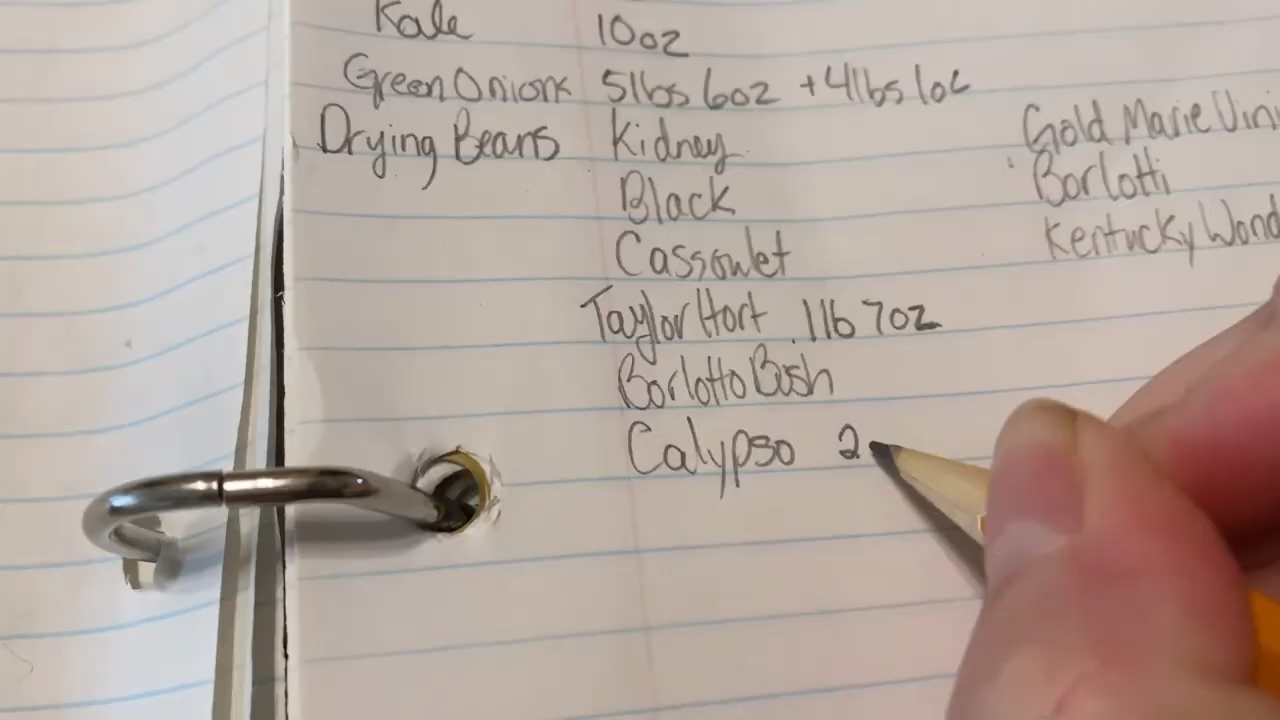 Kale 10oz
Green Onions 5lbs 6oz + 4lbs 1oz
Drying Beans Kidney Gold Marie Vini
Black Borlotti
Cassoulet Kentucky Wond
Taylor Hort 1lb 7oz
Borlotto Bush
Calypso 2